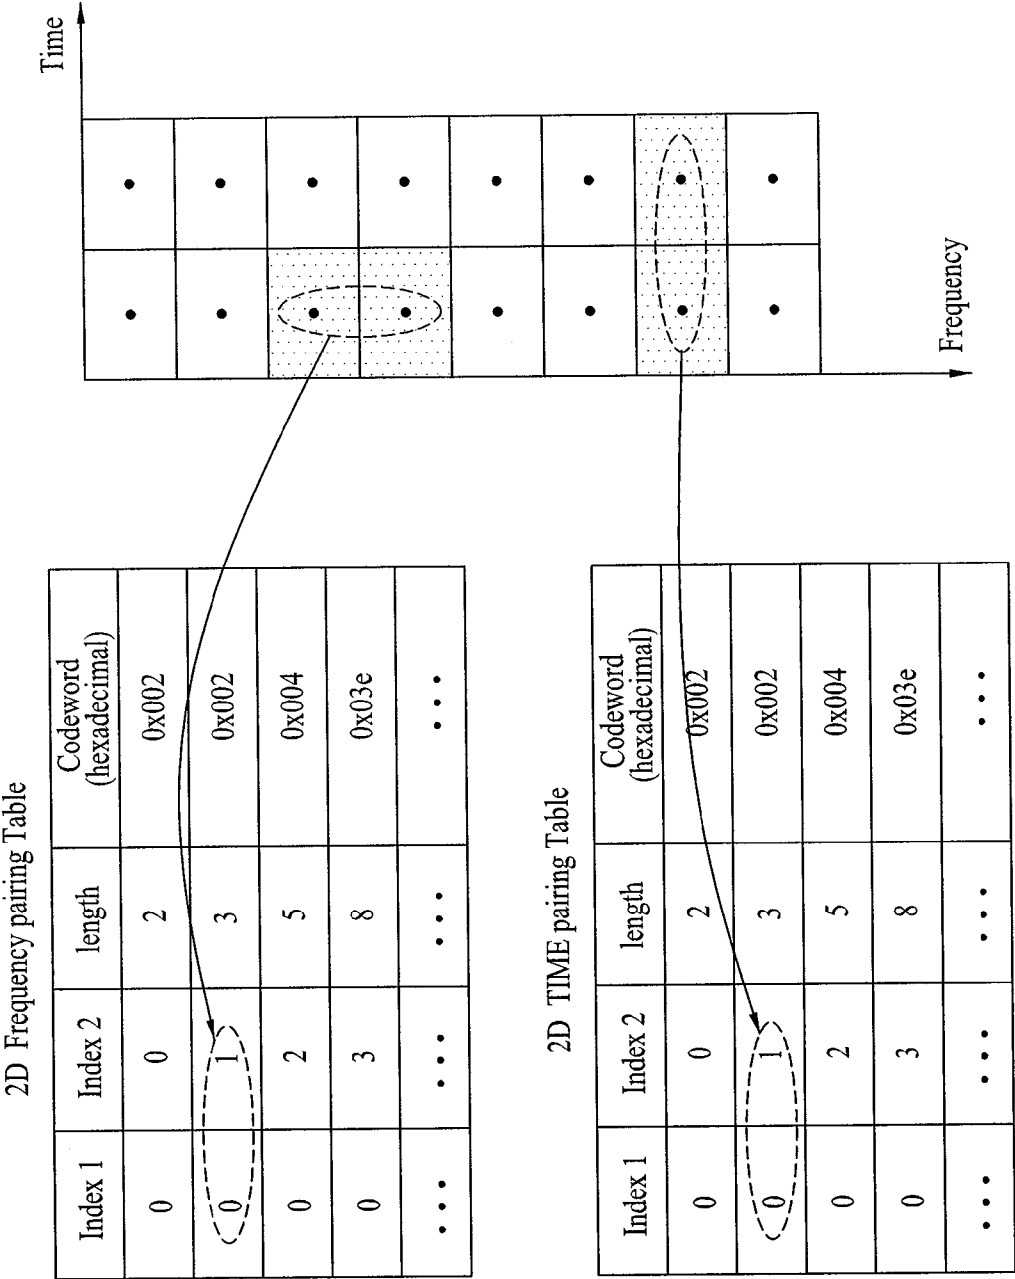 2D Frequency pairing Table
Index 1 Index 2 length Codeword (hexadecimal)
0 0 2 0x002
0 1 3 0x002
0 2 5 0x004
0 3 8 0x03e
••• ••• ••• •••
2D TIME pairing Table
Index 1 Index 2 length Codeword (hexadecimal)
0 0 2 0x002
0 1 3 0x002
0 2 5 0x004
0 3 8 0x03e
••• ••• ••• •••
Time
Frequency